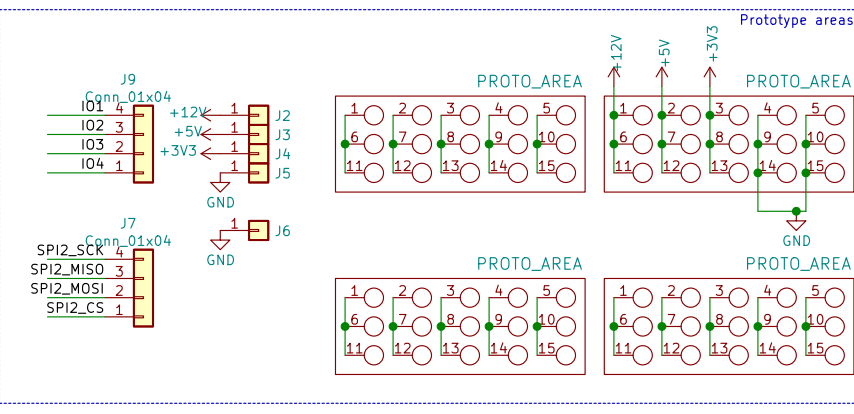 Prototype areas
J9
Conn_01x04
IO1 4
IO2 3
IO3 2
IO4 1
+12V 1 J2
+5V 1 J3
+3V3 1 J4
1 J5
GND
1 J6
GND
J7
Conn_01x04
SPI2_SCK 4
SPI2_MISO 3
SPI2_MOSI 2
SPI2_CS 1
PROTO_AREA
1 2 3 4 5
6 7 8 9 10
11 12 13 14 15
+12V +5V +3V3
PROTO_AREA
1 2 3 4 5
6 7 8 9 10
11 12 13 14 15
GND
PROTO_AREA
1 2 3 4 5
6 7 8 9 10
11 12 13 14 15
PROTO_AREA
1 2 3 4 5
6 7 8 9 10
11 12 13 14 15